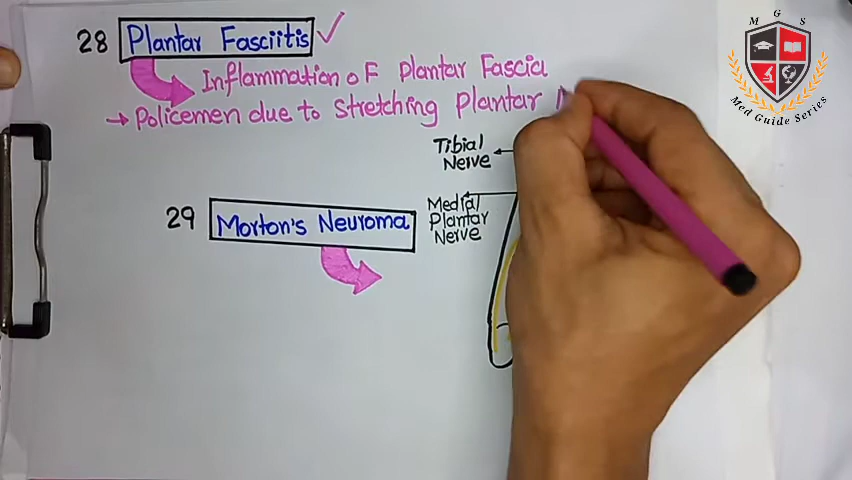 M G S
Med Guide Series
28 Plantar Fasciitis
Inflammation of Plantar Fascia
→ Policemen due to stretching plantar
Tibial
Nerve
29 Morton's Neuroma
Medial
Plantar
Nerve